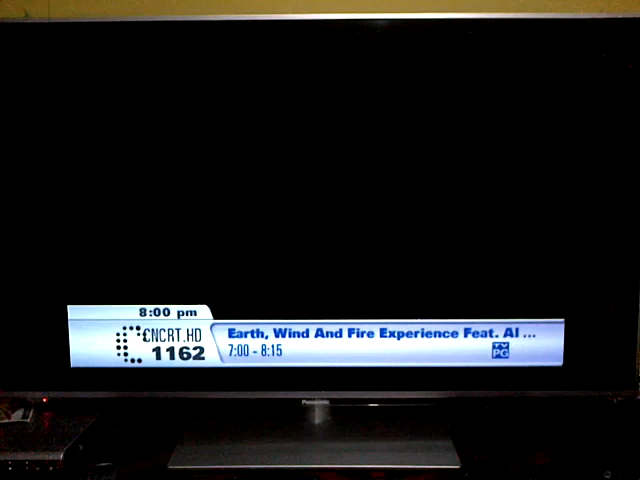 8:00 pm
CNCRT.HD
1162
Earth, Wind And Fire Experience Feat. Al ...
7:00 - 8:15
TV
PG
Panasonic